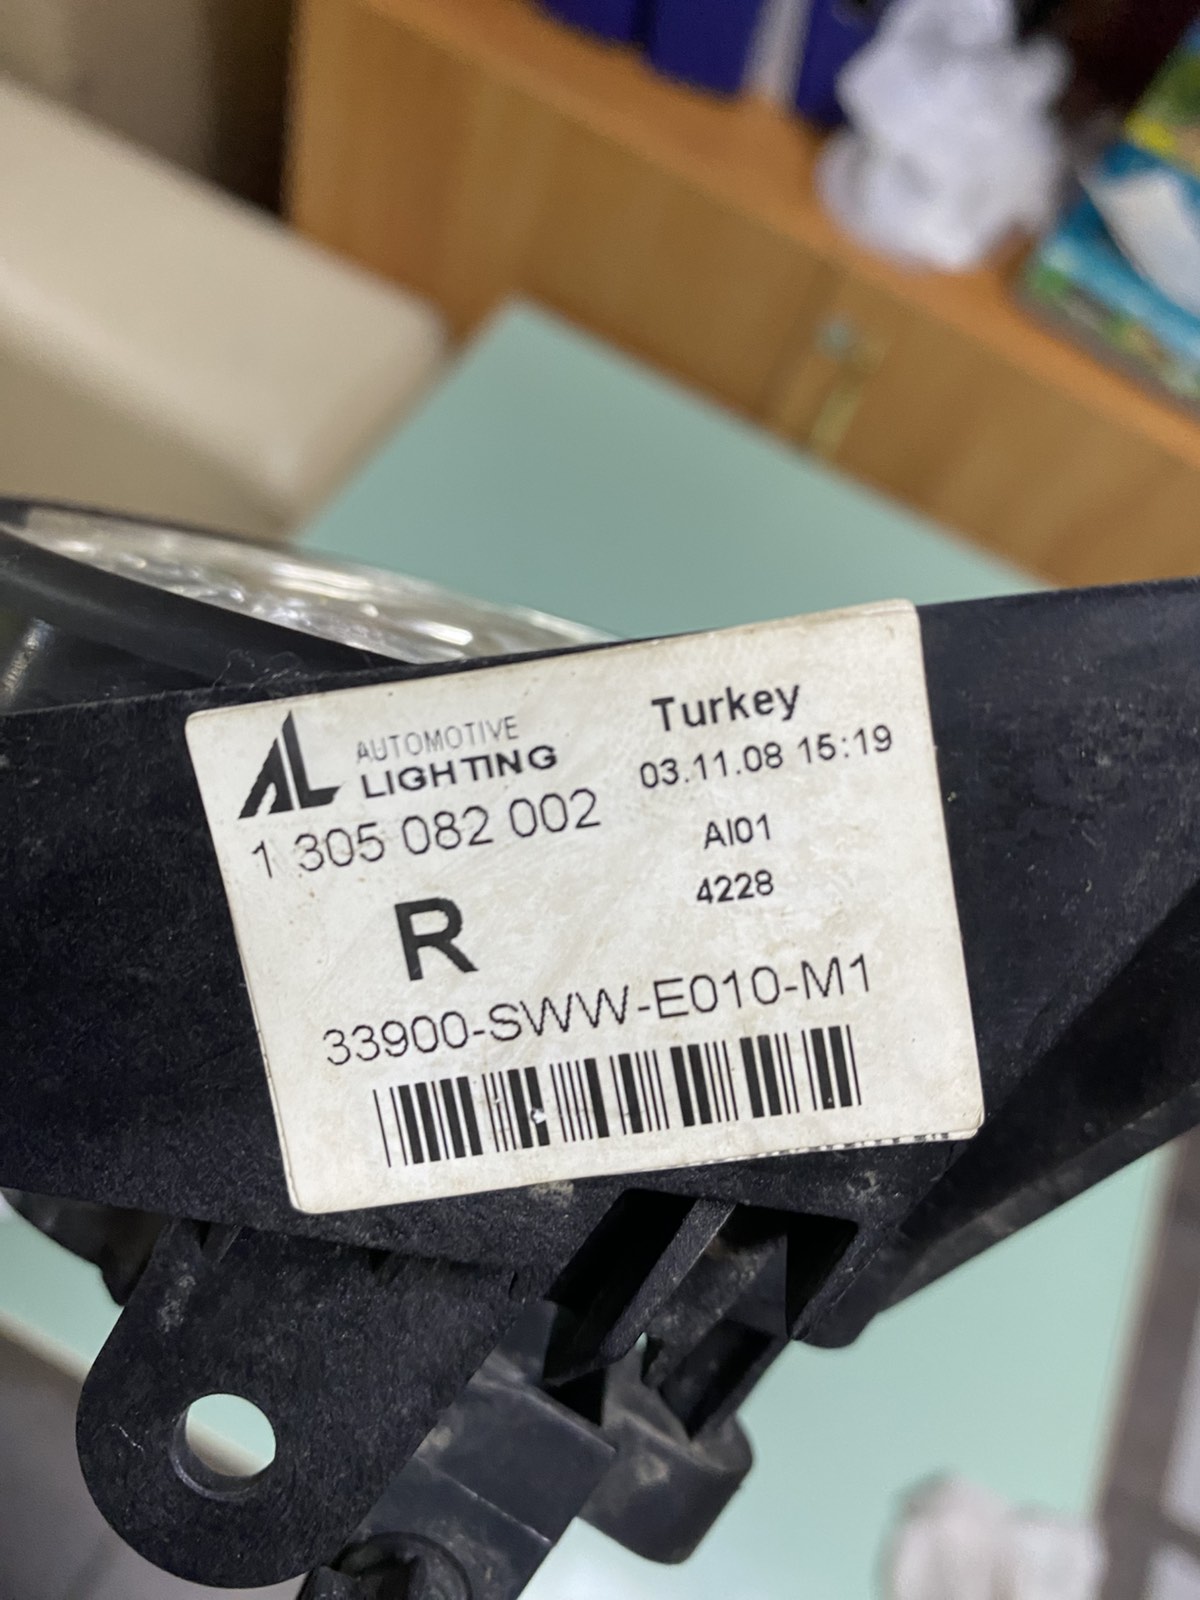 AUTOMOTIVE
LIGHTING
1 305 082 002
R
Turkey
03.11.08 15:19
AI01
4228
33900-SWW-E010-M1